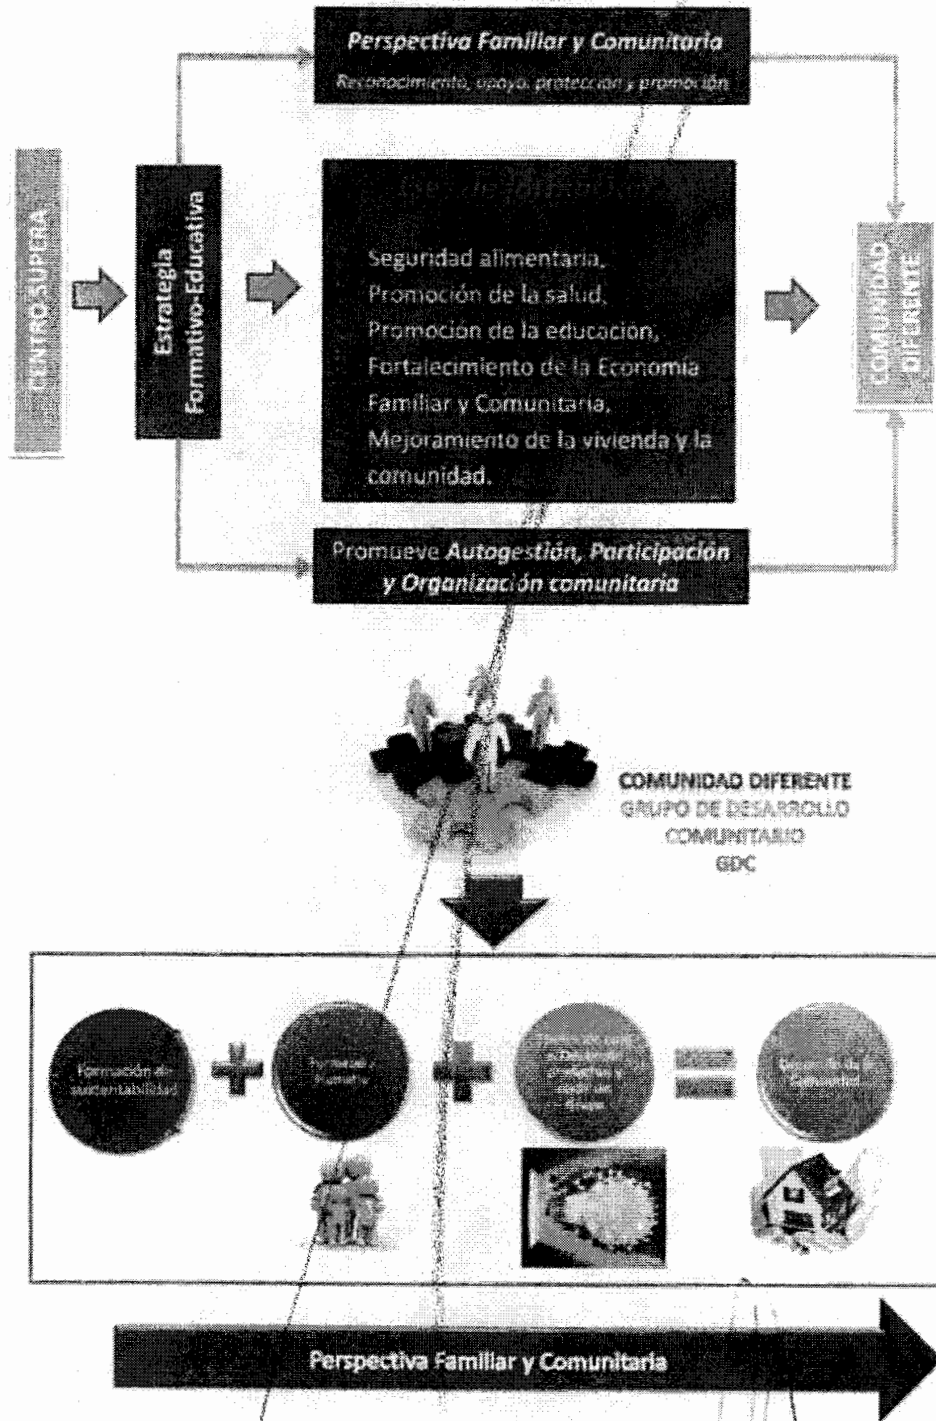 Perspectiva Familiar y Comunitaria
Reconocimiento, apoyo, protección y promoción
CENTRO SUPERA
Estrategia
Formativo-Educativa
Seguridad alimentaria,
Promoción de la salud,
Promoción de la educación,
Fortalecimiento de la Economía
Familiar y Comunitaria,
Mejoramiento de la vivienda y la
comunidad.
COMUNIDAD
DIFERENTE
Promueve Autogestión, Participación
y Organización comunitaria
COMUNIDAD DIFERENTE
GRUPO DE DESARROLLO
COMUNITARIO
GDC
Formación en
sustentabilidad
Grupo
Comunidad
Perspectiva Familiar y Comunitaria